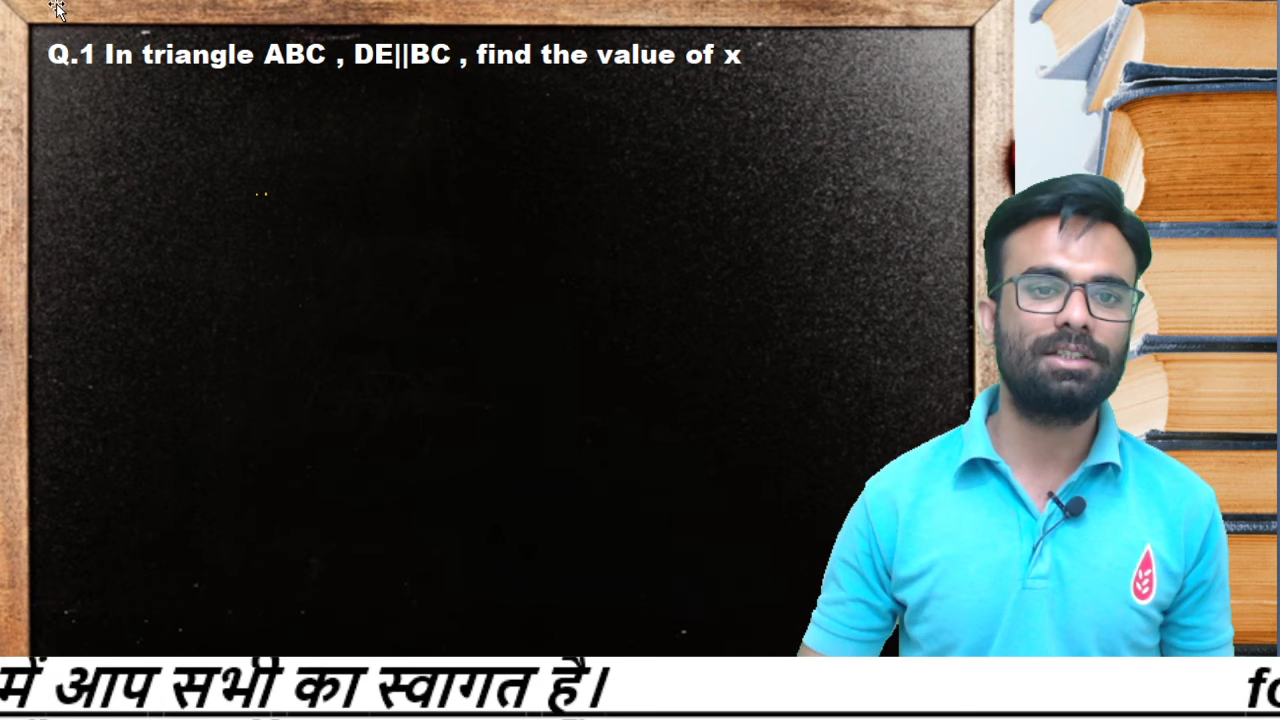 Q.1 In triangle ABC , DE||BC , find the value of x
में आप सभी का स्वागत है।